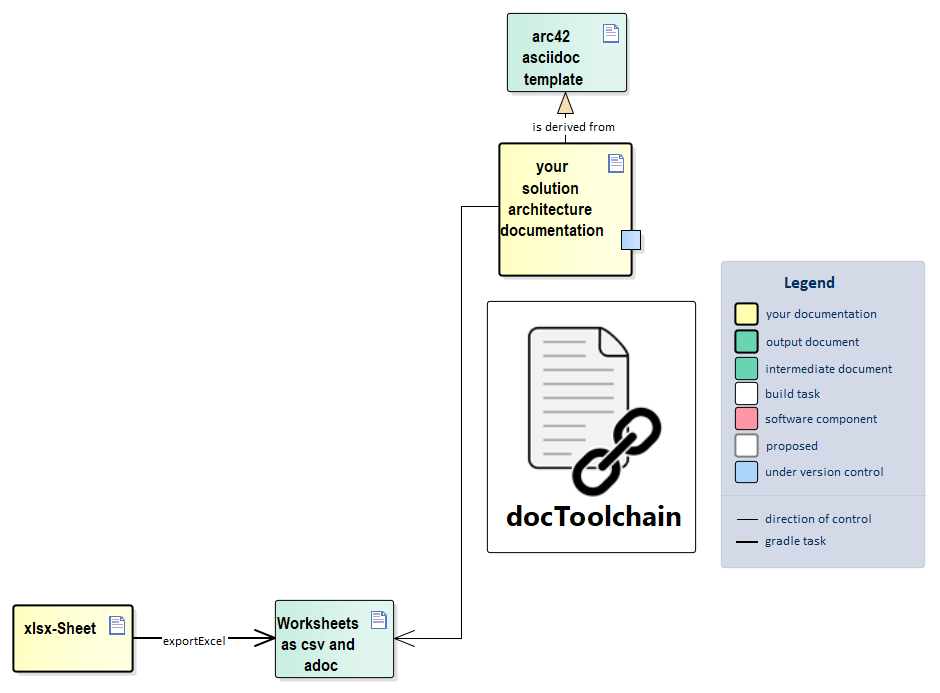 arc42
asciidoc
template
is derived from
your
solution
architecture
documentation
Legend
your documentation
output document
intermediate document
build task
software component
proposed
under version control
direction of control
gradle task
docToolchain
xlsx-Sheet
exportExcel
Worksheets
as csv and
adoc